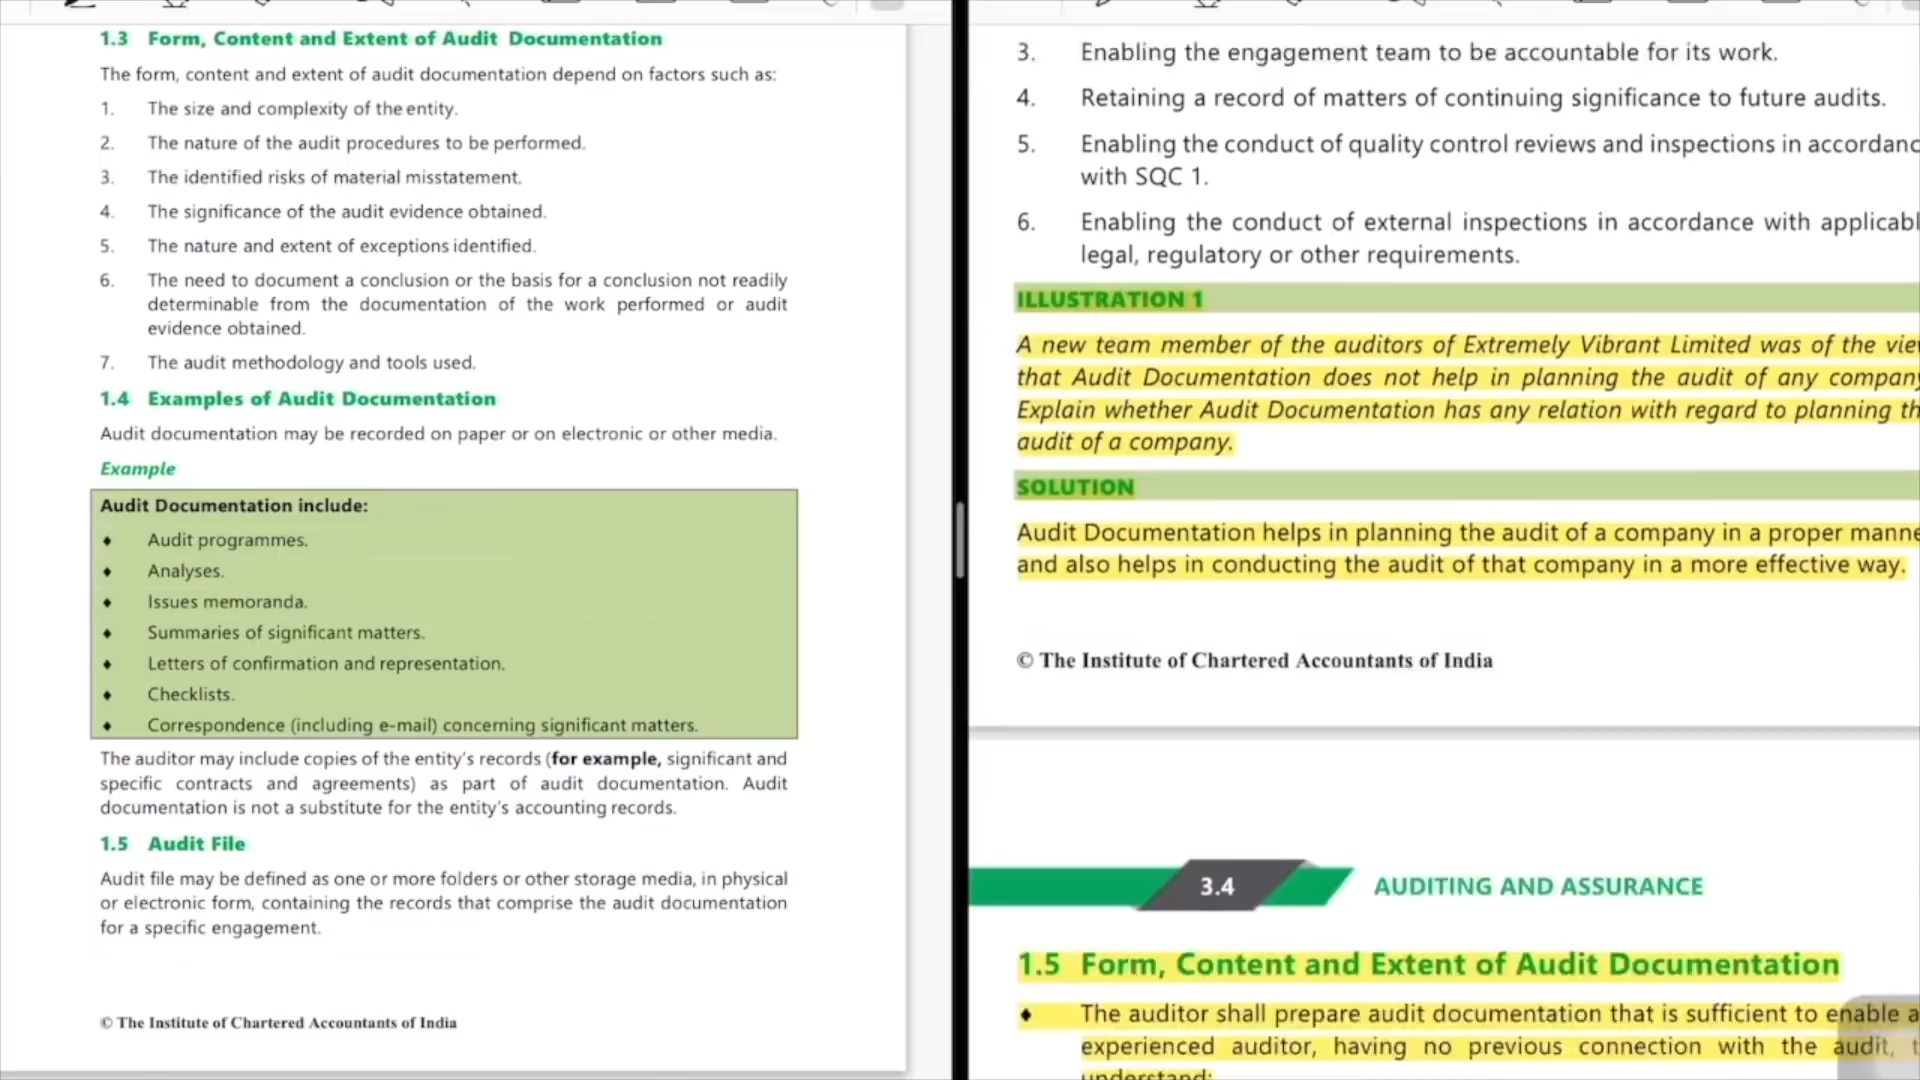 1.3 Form, Content and Extent of Audit Documentation
The form, content and extent of audit documentation depend on factors such as:
1. The size and complexity of the entity.
2. The nature of the audit procedures to be performed.
3. The identified risks of material misstatement.
4. The significance of the audit evidence obtained.
5. The nature and extent of exceptions identified.
6. The need to document a conclusion or the basis for a conclusion not readily
determinable from the documentation of the work performed or audit
evidence obtained.
7. The audit methodology and tools used.
1.4 Examples of Audit Documentation
Audit documentation may be recorded on paper or on electronic or other media.
Example
Audit Documentation include:
♦ Audit programmes.
♦ Analyses.
♦ Issues memoranda.
♦ Summaries of significant matters.
♦ Letters of confirmation and representation.
♦ Checklists.
♦ Correspondence (including e-mail) concerning significant matters.
The auditor may include copies of the entity's records (for example, significant and
specific contracts and agreements) as part of audit documentation. Audit
documentation is not a substitute for the entity's accounting records.
1.5 Audit File
Audit file may be defined as one or more folders or other storage media, in physical
or electronic form, containing the records that comprise the audit documentation
for a specific engagement.
© The Institute of Chartered Accountants of India
3. Enabling the engagement team to be accountable for its work.
4. Retaining a record of matters of continuing significance to future audits.
5. Enabling the conduct of quality control reviews and inspections in
with SQC 1.
6. Enabling the conduct of external inspections in accordance with
legal, regulatory or other requirements.
ILLUSTRATION 1
A new team member of the auditors of Extremely Vibrant Limited was of the
that Audit Documentation does not help in planning the audit of any company
Explain whether Audit Documentation has any relation with regard to planning
audit of a company.
SOLUTION
Audit Documentation helps in planning the audit of a company in a proper
and also helps in conducting the audit of that company in a more effective way.
© The Institute of Chartered Accountants of India
3.4 AUDITING AND ASSURANCE
1.5 Form, Content and Extent of Audit Documentation
♦ The auditor shall prepare audit documentation that is sufficient to enable
experienced auditor, having no previous connection with the audit,
understand: